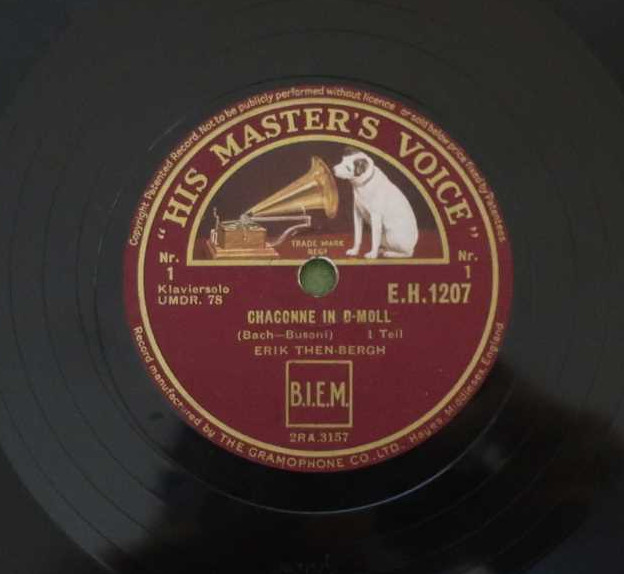 Copyright Patented Record. Not to be publicly performed without licence or sold below price fixed by Patentees.
"HIS MASTER'S VOICE"
TRADE MARK
REGD
Nr. 1
Nr. 1
Klaviersolo
UMDR. 78
E.H.1207
CHACONNE IN D-MOLL
(Bach—Busoni) 1 Teil
ERIK THEN-BERGH
B.I.E.M.
2RA.3157
Record manufactured by THE GRAMOPHONE CO., LTD., Hayes, Middlesex, England